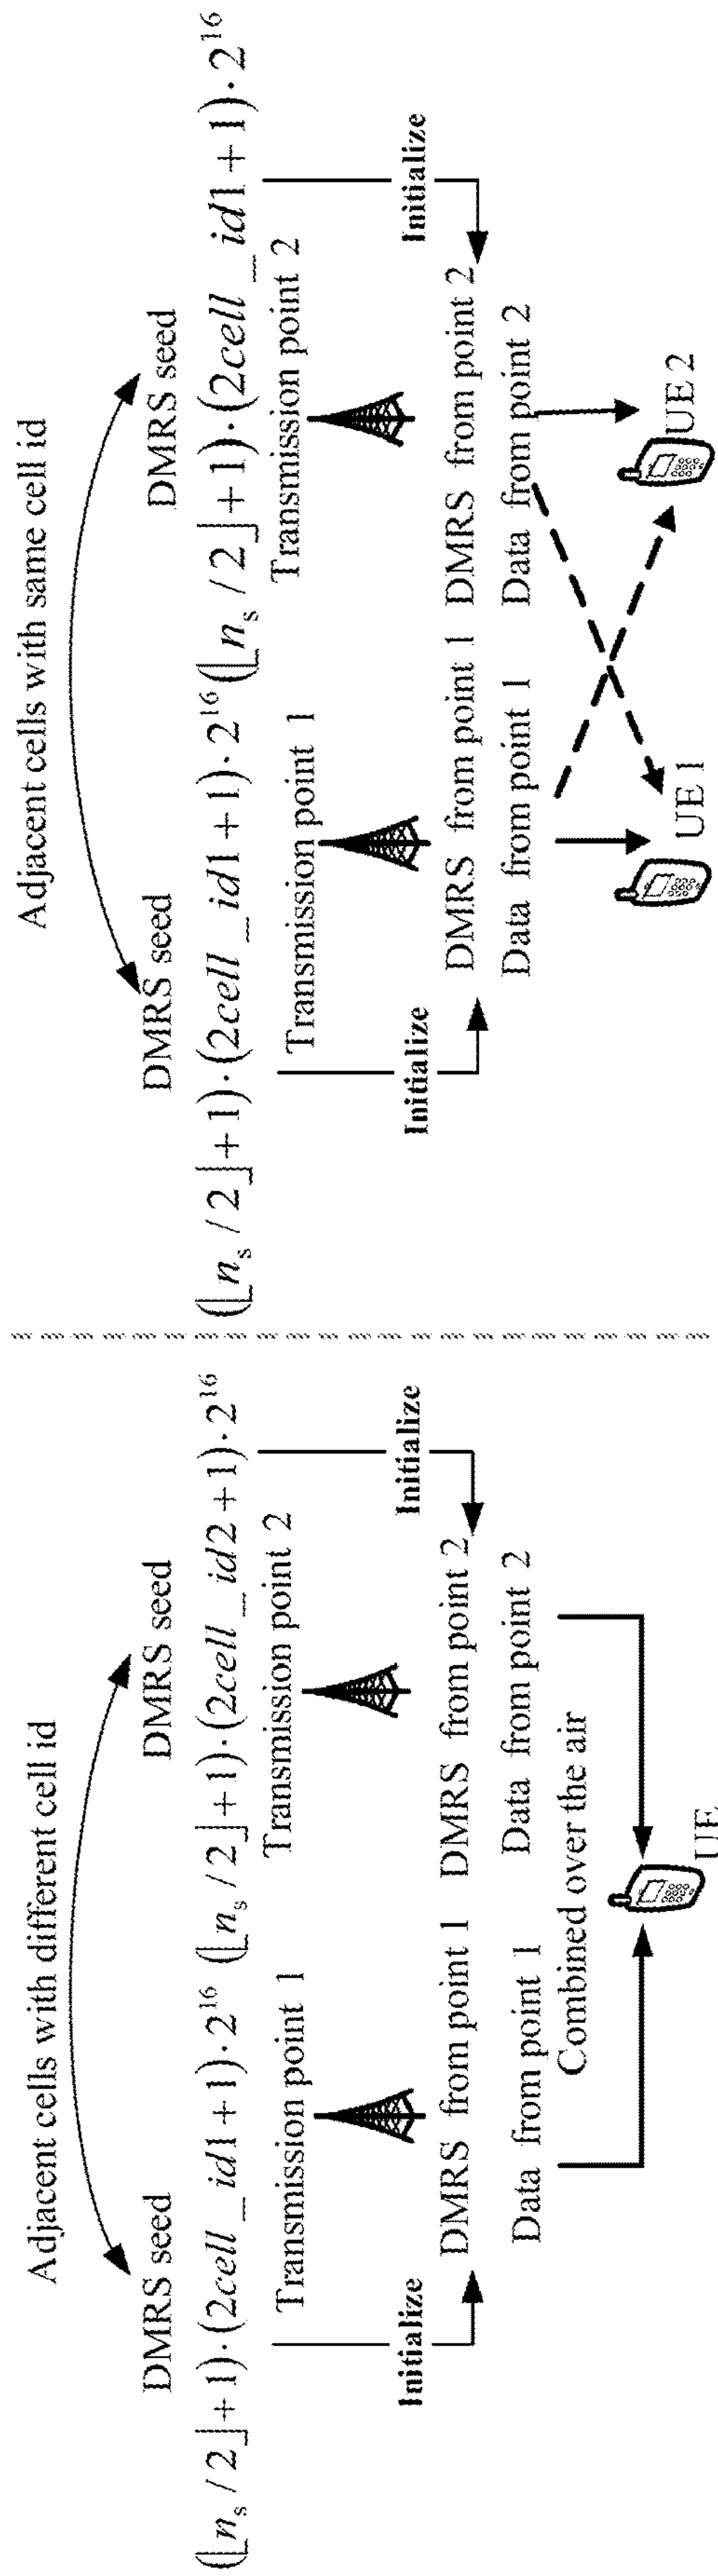 Adjacent cells with different cell id
DMRS seed
DMRS seed
(⌊n_s / 2⌋+1)·(2cell_id1+1)·2^16 (⌊n_s / 2⌋+1)·(2cell_id2+1)·2^16
Transmission point 1
Transmission point 2
Initialize
Initialize
DMRS from point 1
DMRS from point 2
Data from point 1
Data from point 2
Combined over the air
UE
Adjacent cells with same cell id
DMRS seed
DMRS seed
(⌊n_s / 2⌋+1)·(2cell_id1+1)·2^16 (⌊n_s / 2⌋+1)·(2cell_id1+1)·2^16
Transmission point 1
Transmission point 2
Initialize
Initialize
DMRS from point 1
DMRS from point 2
Data from point 1
Data from point 2
UE 1
UE 2